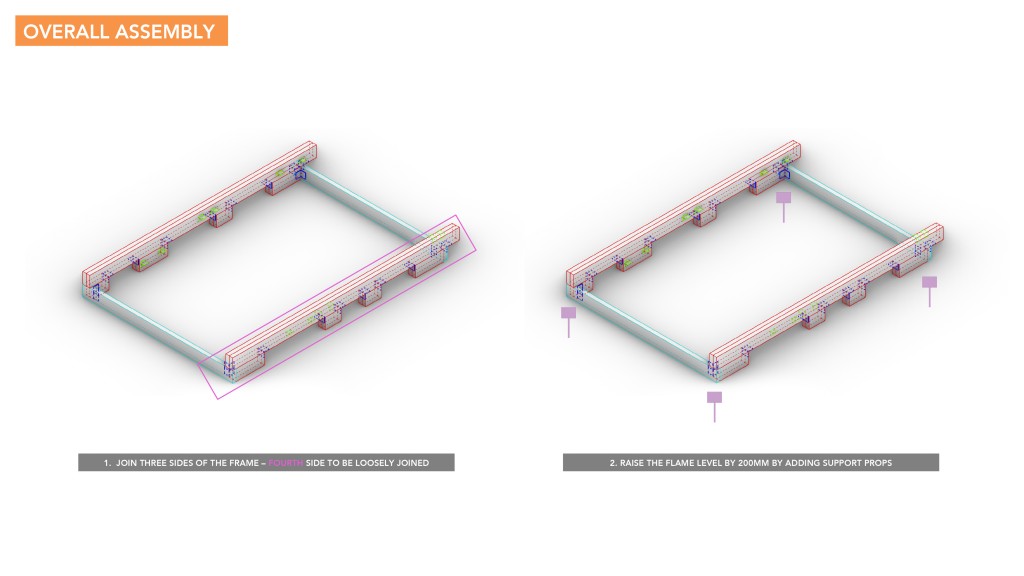 OVERALL ASSEMBLY
1. JOIN THREE SIDES OF THE FRAME – FOURTH SIDE TO BE LOOSELY JOINED
2. RAISE THE FLAME LEVEL BY 200MM BY ADDING SUPPORT PROPS